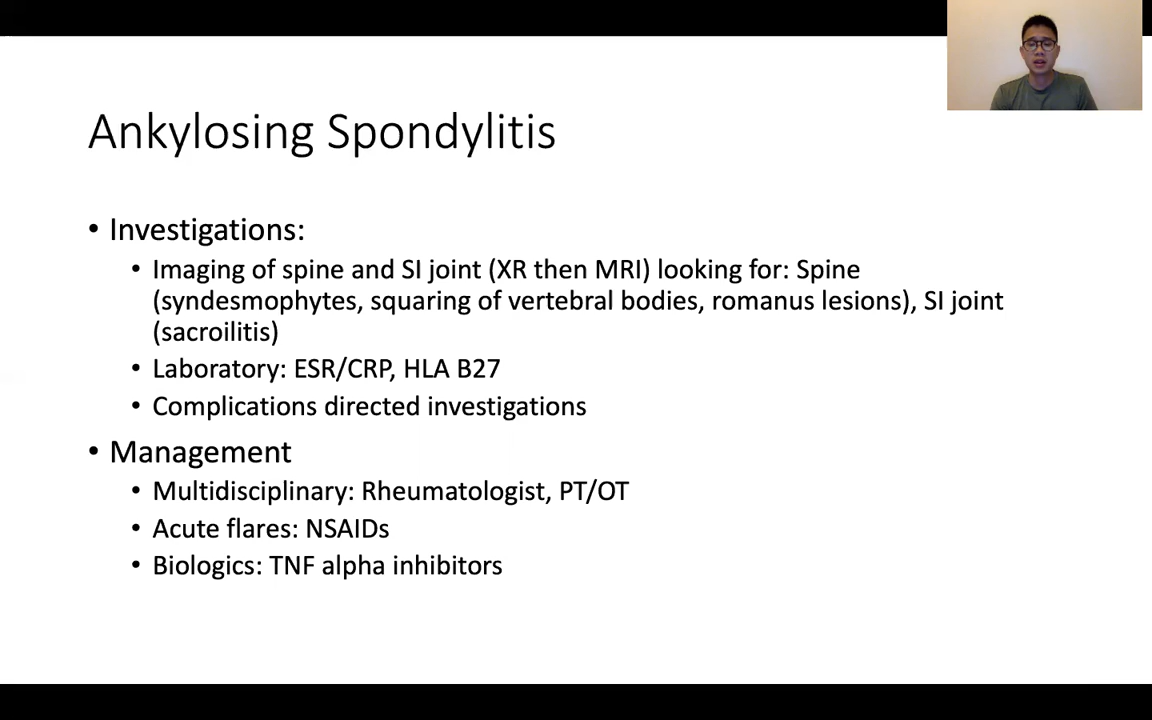 Ankylosing Spondylitis
• Investigations:
• Imaging of spine and SI joint (XR then MRI) looking for: Spine
(syndesmophytes, squaring of vertebral bodies, romanus lesions), SI joint
(sacroilitis)
• Laboratory: ESR/CRP, HLA B27
• Complications directed investigations
• Management
• Multidisciplinary: Rheumatologist, PT/OT
• Acute flares: NSAIDs
• Biologics: TNF alpha inhibitors